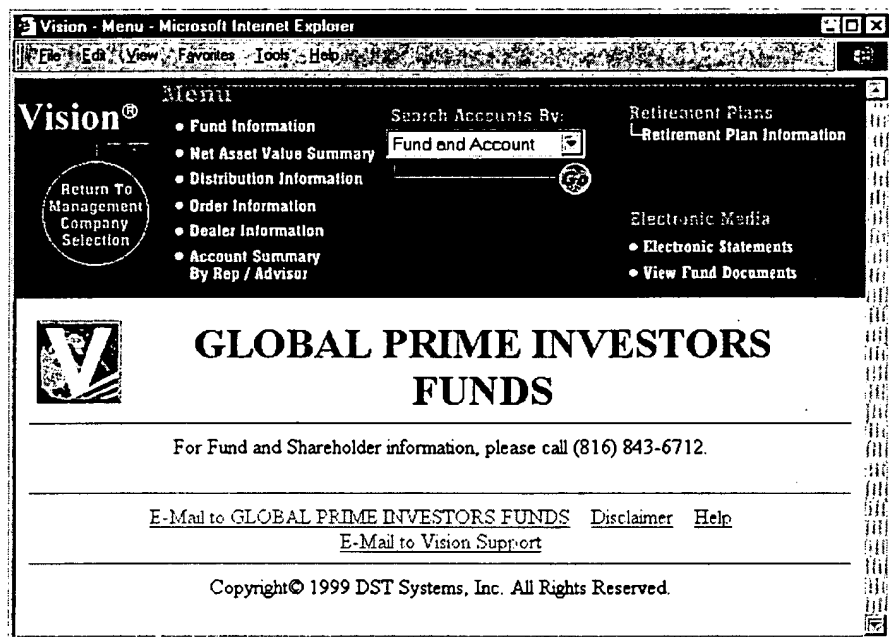 Vision - Menu - Microsoft Internet Explorer
File Edit View Favorites Tools Help
Vision®
Return To
Management
Company
Selection
Menu
• Fund Information
• Net Asset Value Summary
• Distribution Information
• Order Information
• Dealer Information
• Account Summary
By Rep / Advisor
Search Accounts By:
Fund and Account
Go
Retirement Plans
Retirement Plan Information
Electronic Media
• Electronic Statements
• View Fund Documents
V
GLOBAL PRIME INVESTORS
FUNDS
For Fund and Shareholder information, please call (816) 843-6712.
E-Mail to GLOBAL PRIME INVESTORS FUNDS Disclaimer Help
E-Mail to Vision Support
Copyright© 1999 DST Systems, Inc. All Rights Reserved.